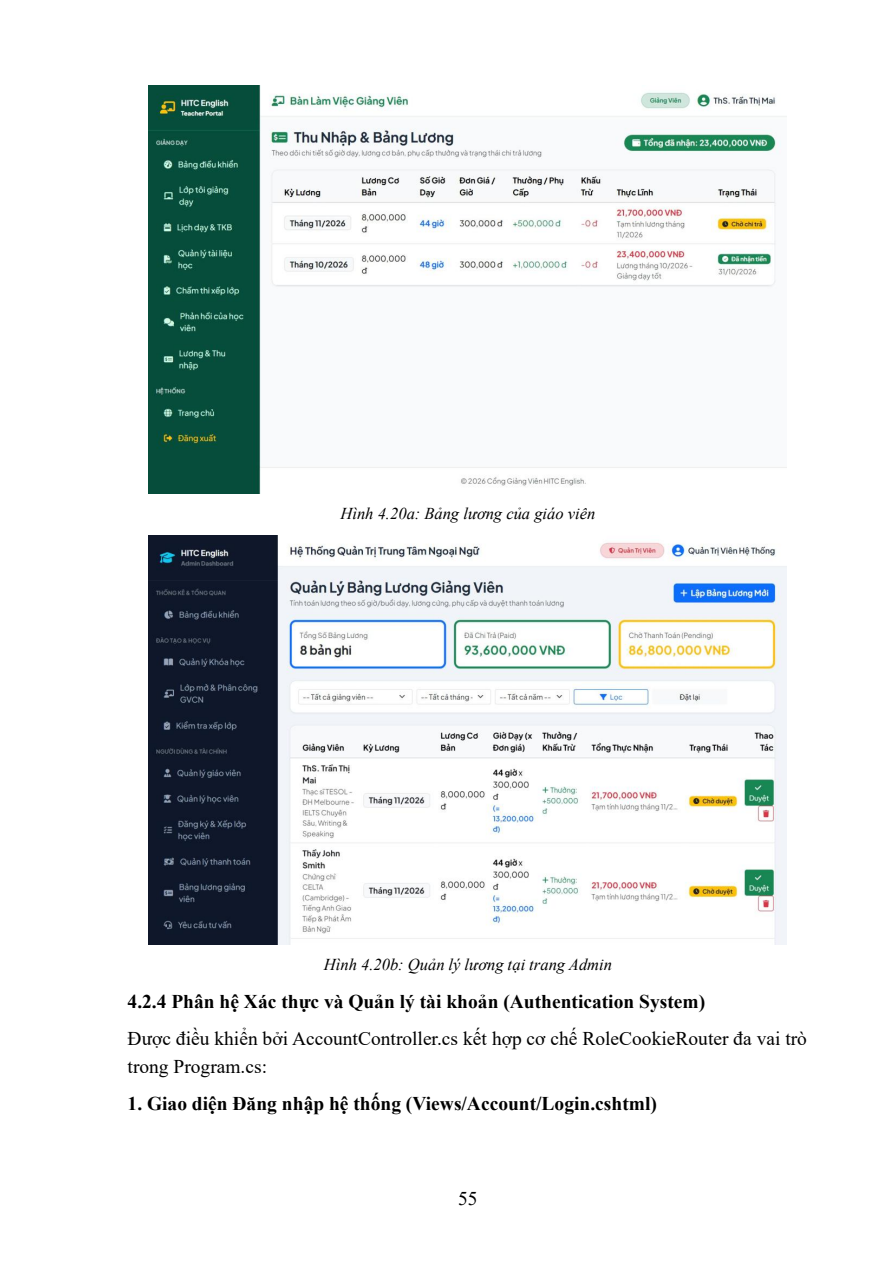 HITC English
Teacher Portal
GIẢNG DẠY
Bảng điều khiển
Lớp tôi giảng
dạy
Lịch dạy & TKB
Quản lý tài liệu
học
Chấm thi xếp lớp
Phản hồi của học
viên
Lương & Thu
nhập
HỆ THỐNG
Trang chủ
Đăng xuất
Bàn Làm Việc Giảng Viên
Giảng Viên
ThS. Trần Thị Mai
Thu Nhập & Bảng Lương
Theo dõi chi tiết số giờ dạy, lương cơ bản, phụ cấp thưởng và trạng thái chi trả lương
Tổng đã nhận: 23,400,000 VNĐ
Kỳ Lương
Lương Cơ
Bản
Số Giờ
Dạy
Đơn Giá /
Giờ
Thưởng / Phụ
Cấp
Khấu
Trừ
Thực Lĩnh
Trạng Thái
Tháng 11/2026
8,000,000
đ
44 giờ
300,000 đ
+500,000 đ
-0 đ
21,700,000 VNĐ
Tạm tính lương tháng
11/2026
Chờ chi trả
Tháng 10/2026
8,000,000
đ
48 giờ
300,000 đ
+1,000,000 đ
-0 đ
23,400,000 VNĐ
Lương tháng 10/2026 -
Giảng dạy tốt
Đã nhận tiền
31/10/2026
© 2026 Cổng Giảng Viên HITC English.
Hình 4.20a: Bảng lương của giáo viên
HITC English
Admin Dashboard
THỐNG KÊ & TỔNG QUAN
Bảng điều khiển
ĐÀO TẠO & HỌC VỤ
Quản lý Khóa học
Lớp mở & Phân công
GVCN
Kiểm tra xếp lớp
NGƯỜI DÙNG & TÀI CHÍNH
Quản lý giáo viên
Quản lý học viên
Đăng ký & Xếp lớp
học viên
Quản lý thanh toán
Bảng lương giảng
viên
Yêu cầu tư vấn
Hệ Thống Quản Trị Trung Tâm Ngoại Ngữ
Quản Trị Viên
Quản Trị Viên Hệ Thống
Quản Lý Bảng Lương Giảng Viên
Tính toán lương theo số giờ/buổi dạy, lương cứng, phụ cấp và duyệt thanh toán lương
+ Lập Bảng Lương Mới
Tổng Số Bảng Lương
8 bản ghi
Đã Chi Trả (Paid)
93,600,000 VNĐ
Chờ Thanh Toán (Pending)
86,800,000 VNĐ
-- Tất cả giảng viên --
-- Tất cả tháng -
-- Tất cả năm --
Lọc
Đặt lại
Giảng Viên
Kỳ Lương
Lương Cơ
Bản
Giờ Dạy (x
Đơn giá)
Thưởng /
Khấu Trừ
Tổng Thực Nhận
Trạng Thái
Thao
Tác
ThS. Trần Thị
Mai
Thạc sĩ TESOL -
ĐH Melbourne -
IELTS Chuyên
Sâu, Writing &
Speaking
Tháng 11/2026
8,000,000
đ
44 giờ x
300,000
đ
(=
13,200,000
đ)
+ Thưởng:
+500,000
đ
21,700,000 VNĐ
Tạm tính lương tháng 11/2...
Chờ duyệt
Duyệt
Thầy John
Smith
Chứng chỉ
CELTA
(Cambridge) -
Tiếng Anh Giao
Tiếp & Phát Âm
Bản Ngữ
Tháng 11/2026
8,000,000
đ
44 giờ x
300,000
đ
(=
13,200,000
đ)
+ Thưởng:
+500,000
đ
21,700,000 VNĐ
Tạm tính lương tháng 11/2...
Chờ duyệt
Duyệt
Hình 4.20b: Quản lý lương tại trang Admin
4.2.4 Phân hệ Xác thực và Quản lý tài khoản (Authentication System)
Được điều khiển bởi AccountController.cs kết hợp cơ chế RoleCookieRouter đa vai trò
trong Program.cs:
1. Giao diện Đăng nhập hệ thống (Views/Account/Login.cshtml)
55